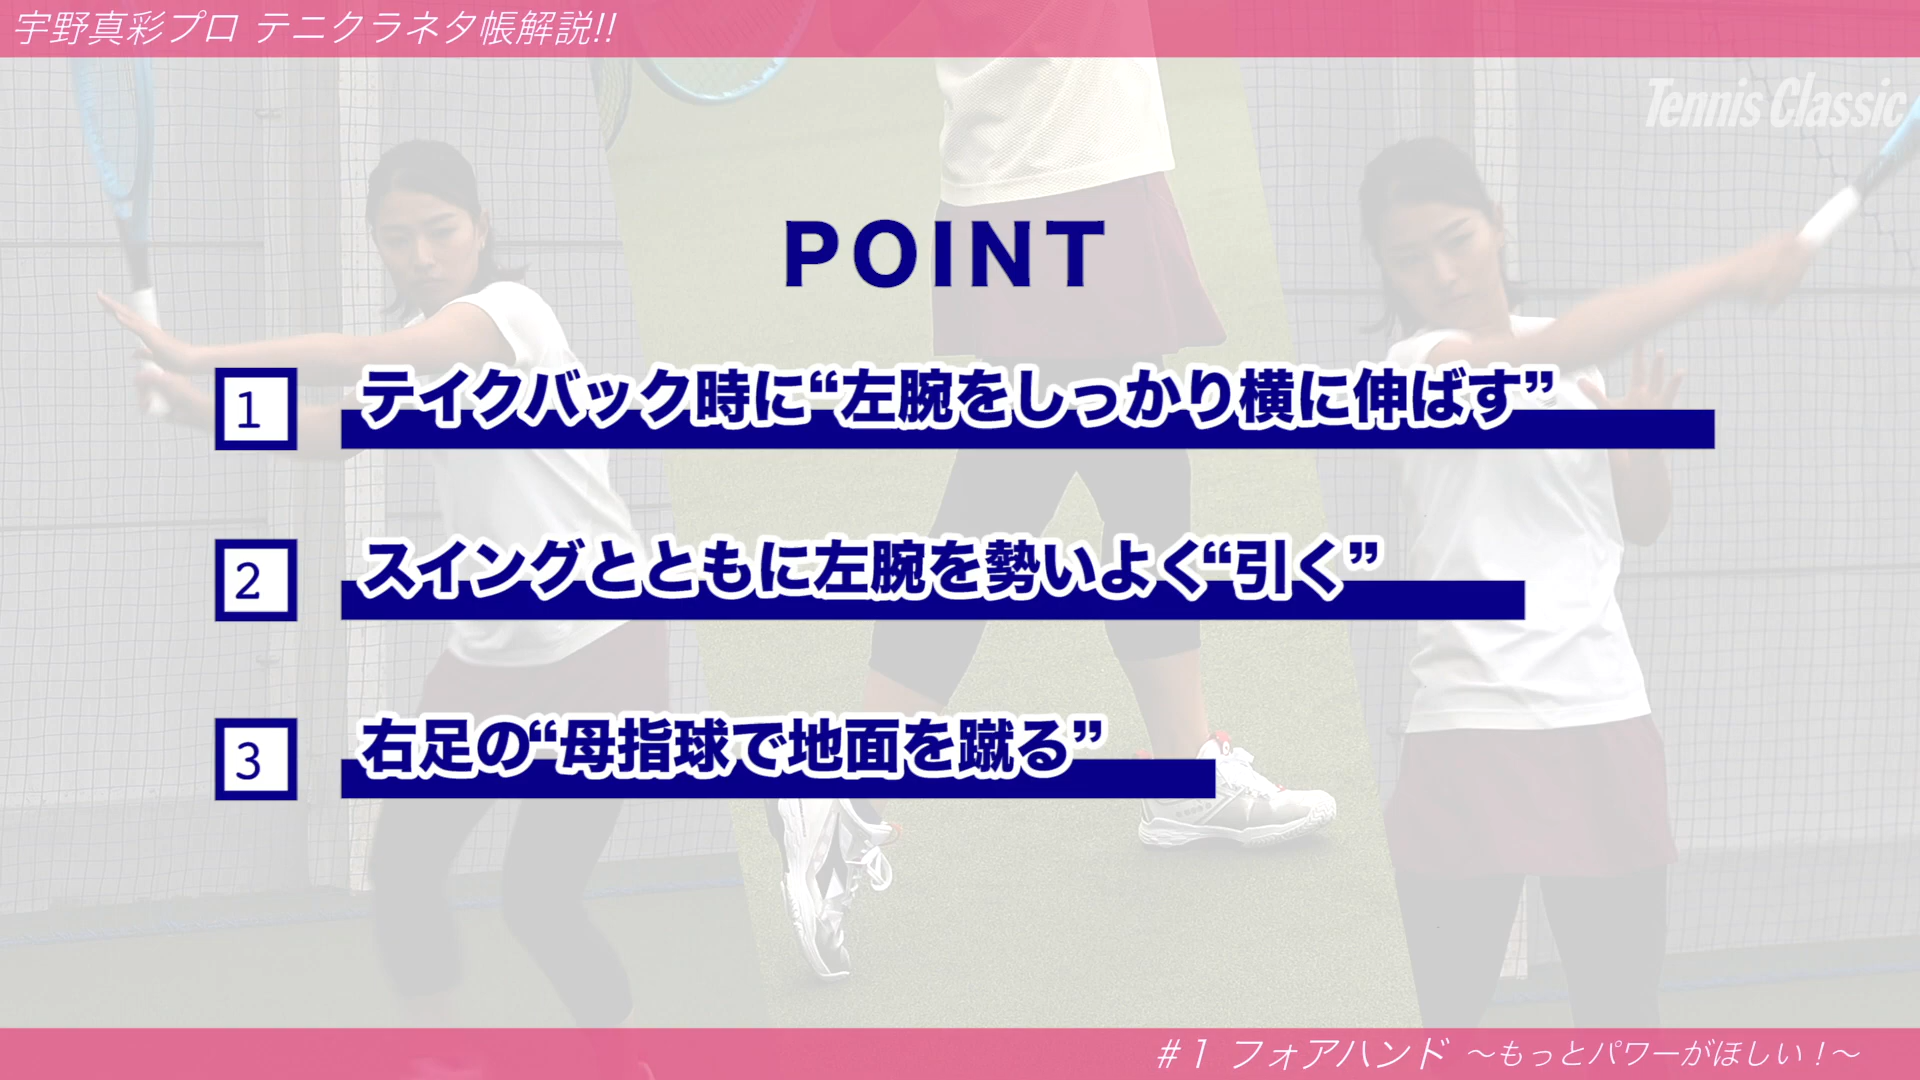 宇野真彩プロ テニクラネタ帳解説!!
Tennis Classic
POINT
1 テイクバック時に“左腕をしっかり横に伸ばす”
2 スイングとともに左腕を勢いよく“引く”
3 右足の“母指球で地面を蹴る”
#1 フォアハンド ～もっとパワーがほしい！～